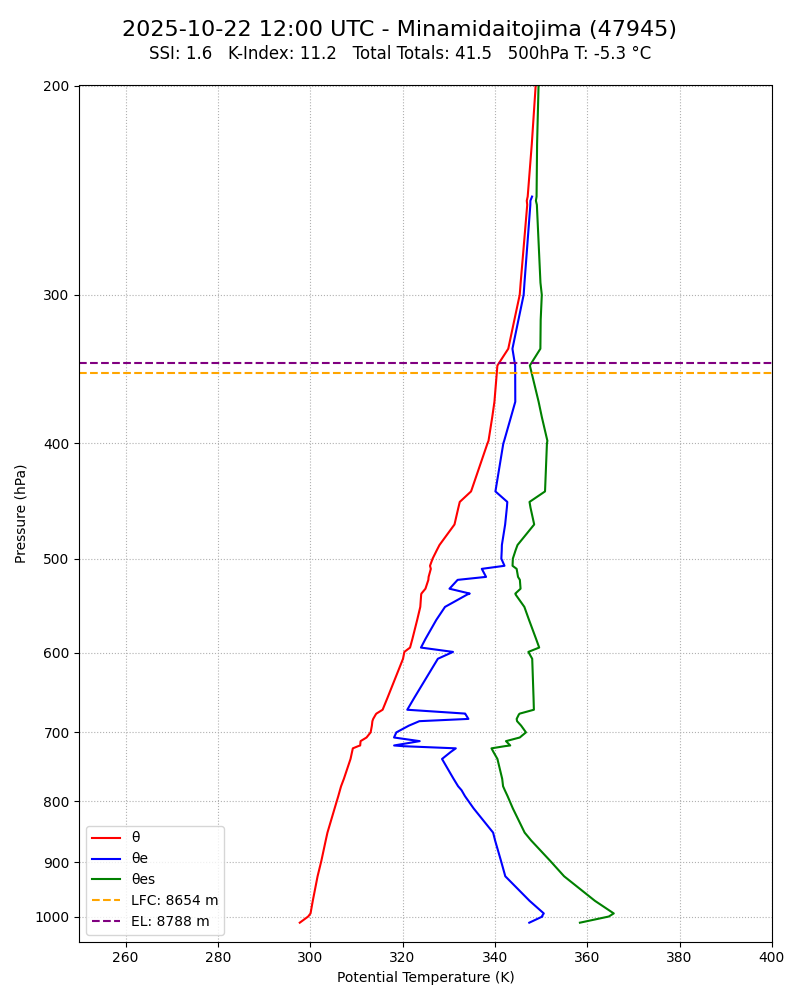 2025-10-22 12:00 UTC - Minamidaitojima (47945)
SSI: 1.6   K-Index: 11.2   Total Totals: 41.5   500hPa T: -5.3 °C
200
300
400
500
600
700
800
900
1000
Pressure (hPa)
θ
θe
θes
LFC: 8654 m
EL: 8788 m
260 280 300 320 340 360 380 400
Potential Temperature (K)